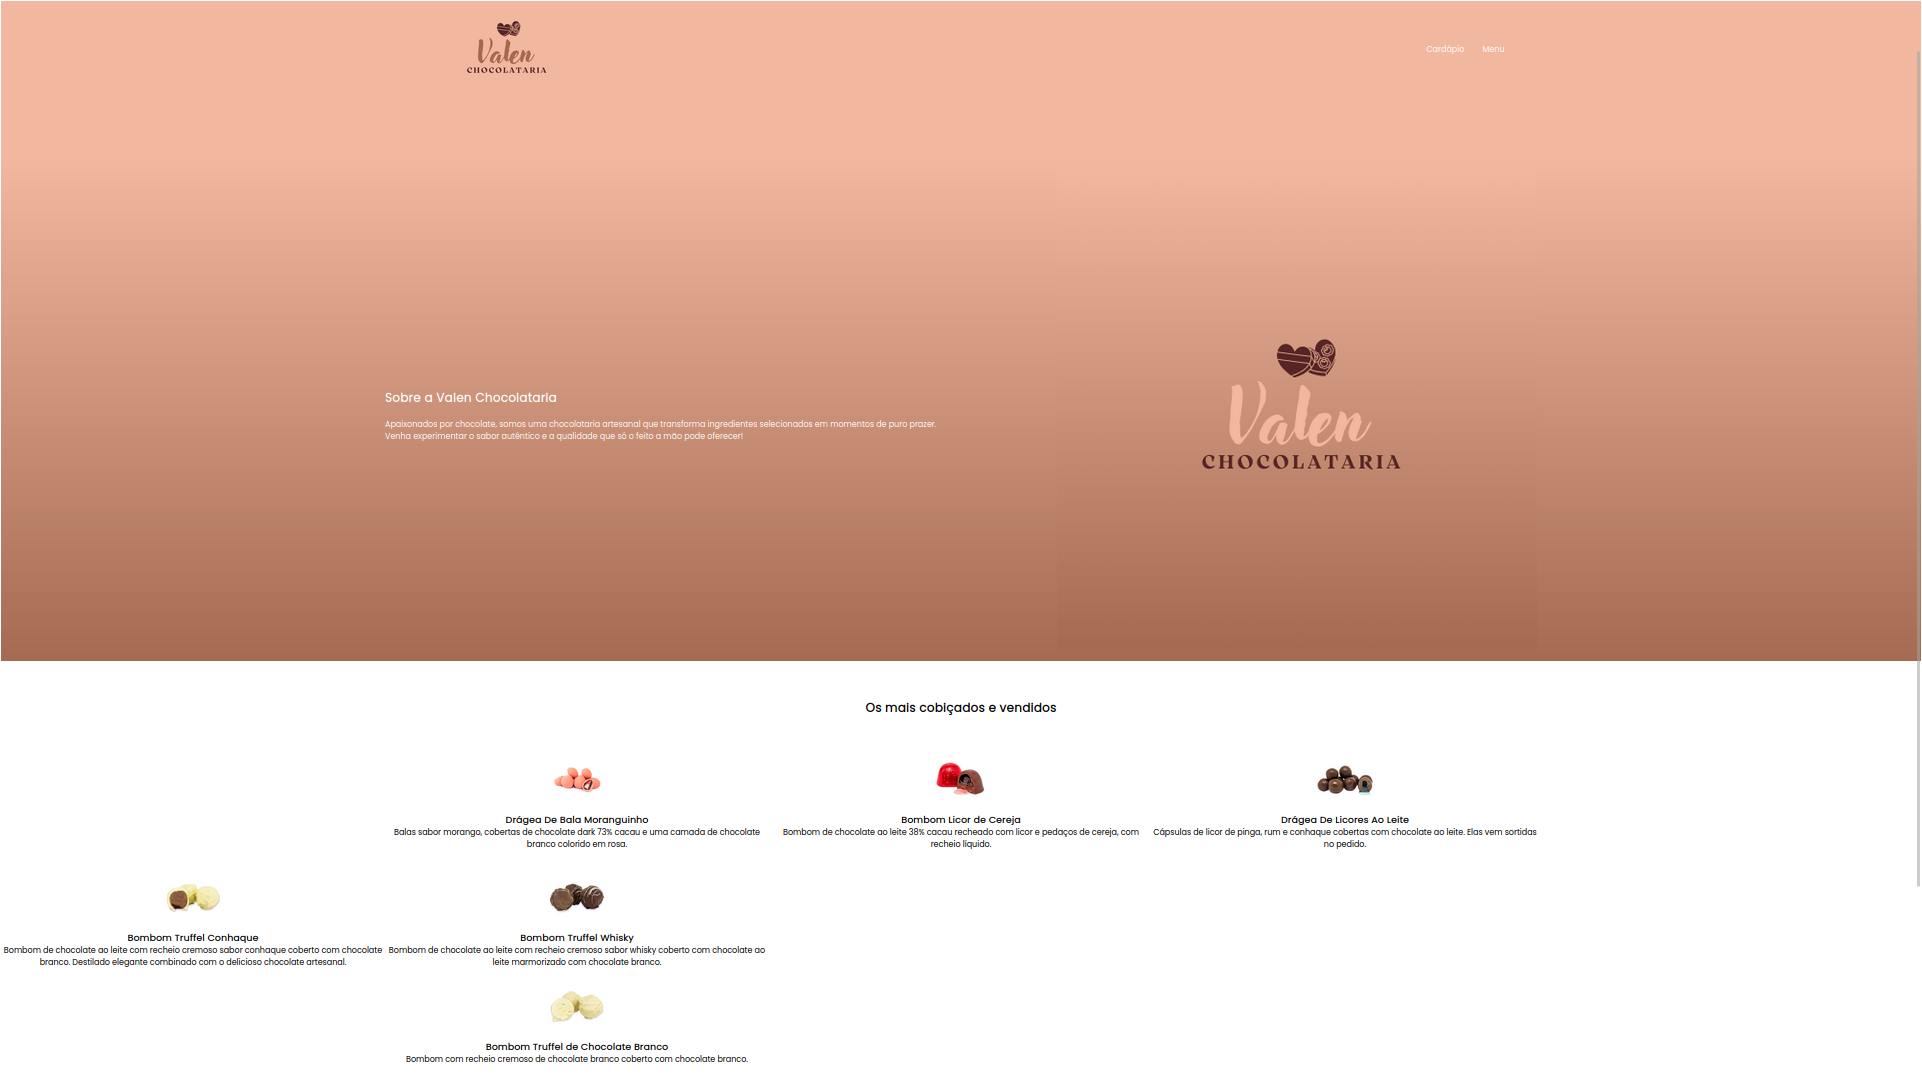 Valen
CHOCOLATARIA
Cardápio
Menu
Sobre a Valen Chocolataria
Apaixonados por chocolate, somos uma chocolataria artesanal que transforma ingredientes selecionados em momentos de puro prazer.
Venha experimentar o sabor autêntico e a qualidade que só o feito a mão pode oferecer!
Valen
CHOCOLATARIA
Os mais cobiçados e vendidos
Drágea De Bala Moranguinho
Balas sabor morango, cobertas de chocolate dark 73% cacau e uma camada de chocolate
branco colorido em rosa.
Bombom Licor de Cereja
Bombom de chocolate ao leite 38% cacau recheado com licor e pedaços de cereja, com
recheio líquido.
Drágea De Licores Ao Leite
Cápsulas de licor de pinga, rum e conhaque cobertas com chocolate ao leite. Elas vem sortidas
no pedido.
Bombom Truffel Conhaque
Bombom de chocolate ao leite com recheio cremoso sabor conhaque coberto com chocolate
branco. Destilado elegante combinado com o delicioso chocolate artesanal.
Bombom Truffel Whisky
Bombom de chocolate ao leite com recheio cremoso sabor whisky coberto com chocolate ao
leite marmorizado com chocolate branco.
Bombom Truffel de Chocolate Branco
Bombom com recheio cremoso de chocolate branco coberto com chocolate branco.